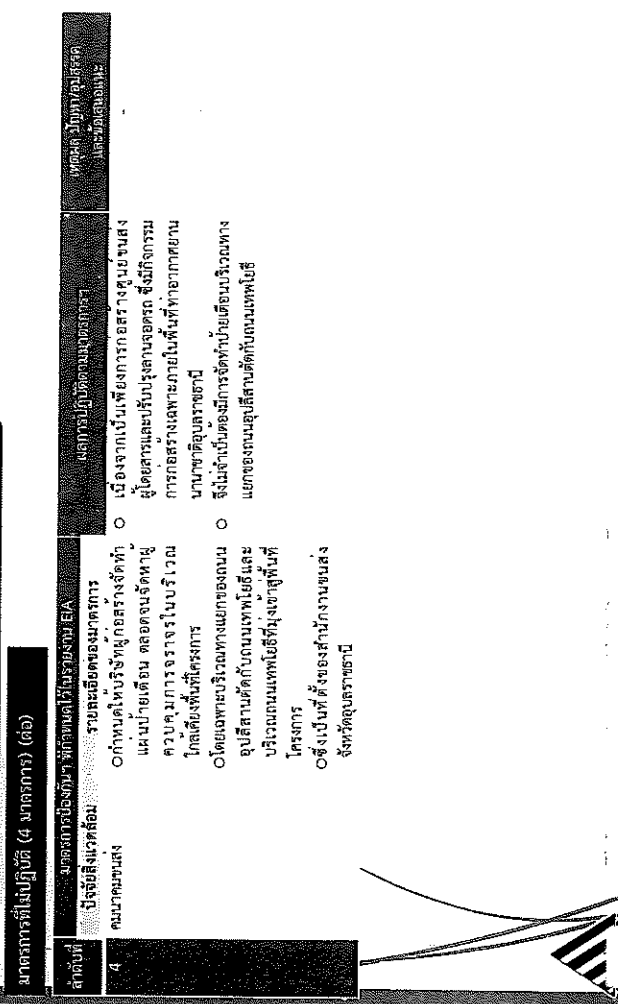 มาตรการที่ไม่ปฏิบัติ (4 มาตรการ) (ต่อ)
ลำดับที่
มาตรการป้องกันฯ ที่กำหนดไว้ในรายงาน EIA
ปัจจัยสิ่งแวดล้อม
รายละเอียดของมาตรการ
ผลการปฏิบัติตามมาตรการฯ
เหตุผล ปัญหา/อุปสรรค
และข้อเสนอแนะ
4
คมนาคมขนส่ง
กำหนดให้บริษัทผู้ก่อสร้างจัดทำ
แผ่นป้ายเตือน ตลอดจนจัดหาผู้
ควบคุมการจราจรในบริเวณ
ใกล้เคียงพื้นที่โครงการ
โดยเฉพาะบริเวณทางแยกของถนน
อุปลีสานตัดกับถนนเทพโยธีและ
บริเวณถนนเทพโยธีที่มุ่งเข้าสู่พื้นที่
โครงการ
ซึ่งเป็นที่ตั้งของสำนักงานขนส่ง
จังหวัดอุบลราชธานี
เนื่องจากเป็นเพียงการก่อสร้างศูนย์ขนส่ง
ผู้โดยสารและปรับปรุงลานจอดรถ ซึ่งมีกิจกรรม
การก่อสร้างเฉพาะภายในพื้นที่ท่าอากาศยาน
นานาชาติอุบลราชธานี
จึงไม่จำเป็นต้องมีการจัดทำป้ายเตือนบริเวณทาง
แยกของถนนอุปลีสานตัดกับถนนเทพโยธี